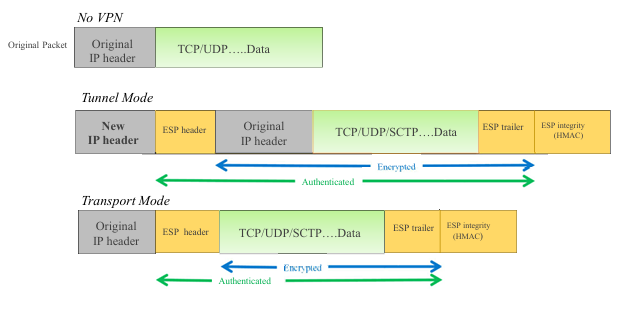 No VPN
Original Packet
Original
IP header
TCP/UDP…..Data
Tunnel Mode
New
IP header
ESP header
Original
IP header
TCP/UDP/SCTP….Data
ESP trailer
ESP integrity
(HMAC)
Encrypted
Authenticated
Transport Mode
Original
IP header
ESP header
TCP/UDP/SCTP….Data
ESP trailer
ESP integrity
(HMAC)
Encrypted
Authenticated